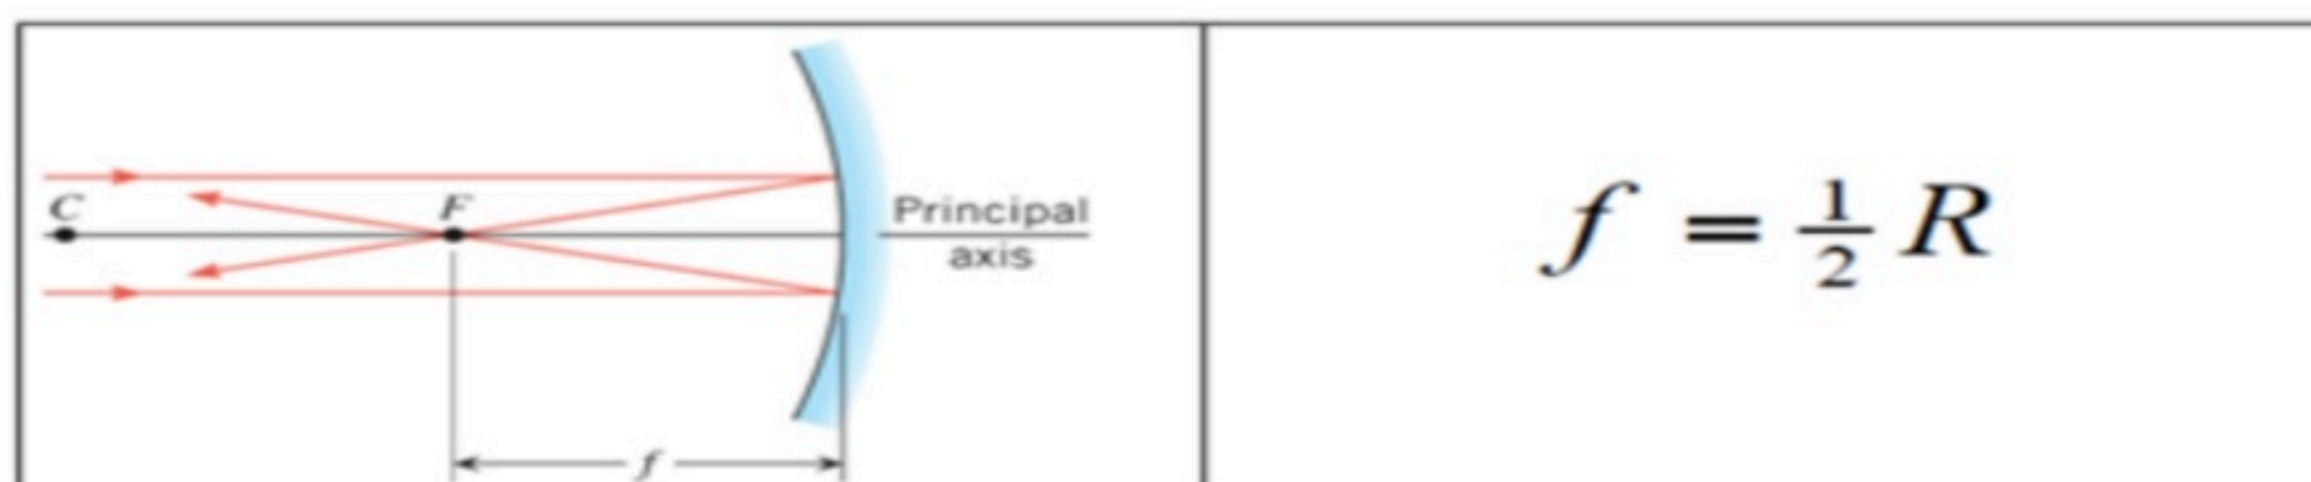 C
F
Principal
axis
f
f = 1/2 R